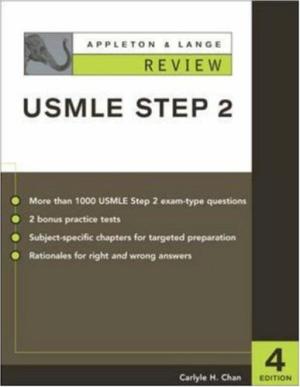 APPLETON & LANGE
REVIEW
USMLE STEP 2
More than 1000 USMLE Step 2 exam-type questions
2 bonus practice tests
Subject-specific chapters for targeted preparation
Rationales for right and wrong answers
Carlyle H. Chan
4
EDITION